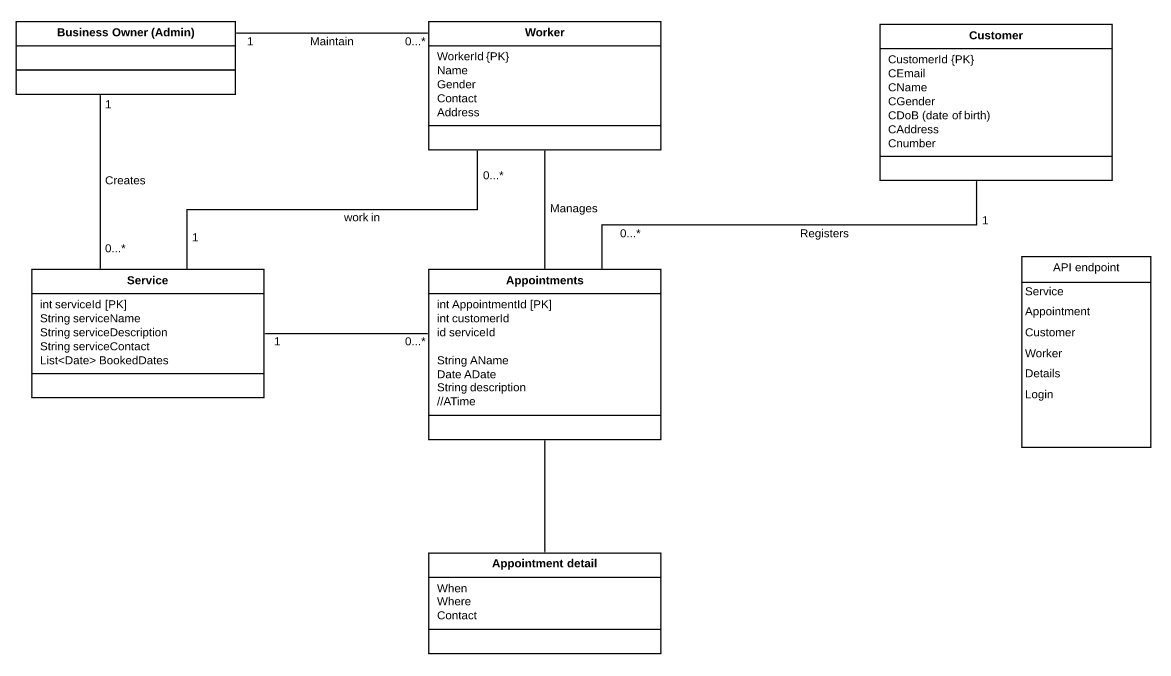 Business Owner (Admin)
1
Maintain
0...*
Worker
WorkerId {PK}
Name
Gender
Contact
Address
Customer
CustomerId {PK}
CEmail
CName
CGender
CDoB (date of birth)
CAddress
Cnumber
1
Creates
0...*
0...*
work in
1
Manages
0...*
Registers
1
Service
int serviceId [PK]
String serviceName
String serviceDescription
String serviceContact
List<Date> BookedDates
1
0...*
Appointments
int AppointmentId [PK]
int customerId
id serviceId
String AName
Date ADate
String description
//ATime
API endpoint
Service
Appointment
Customer
Worker
Details
Login
Appointment detail
When
Where
Contact